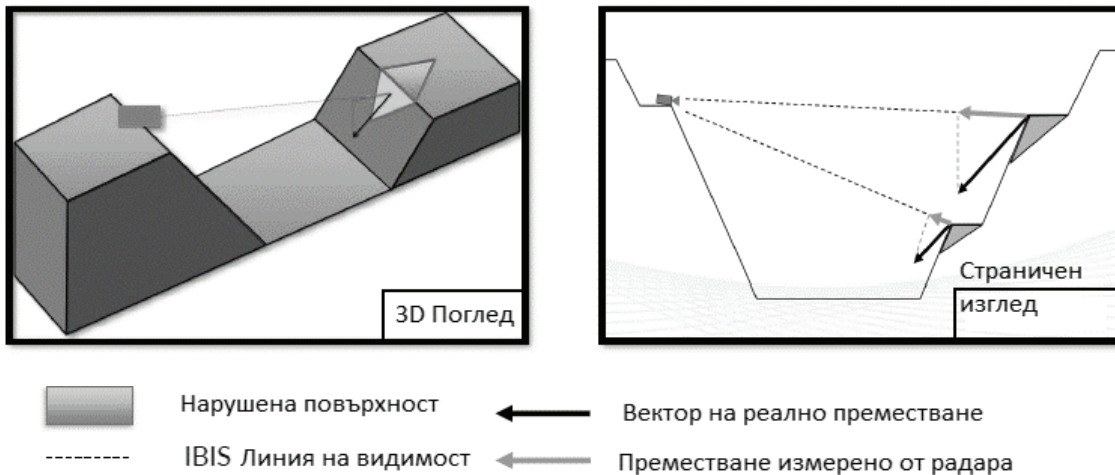 3D Поглед
Страничен
изглед
Нарушена повърхност
Вектор на реално преместване
IBIS Линия на видимост
Преместване измерено от радара